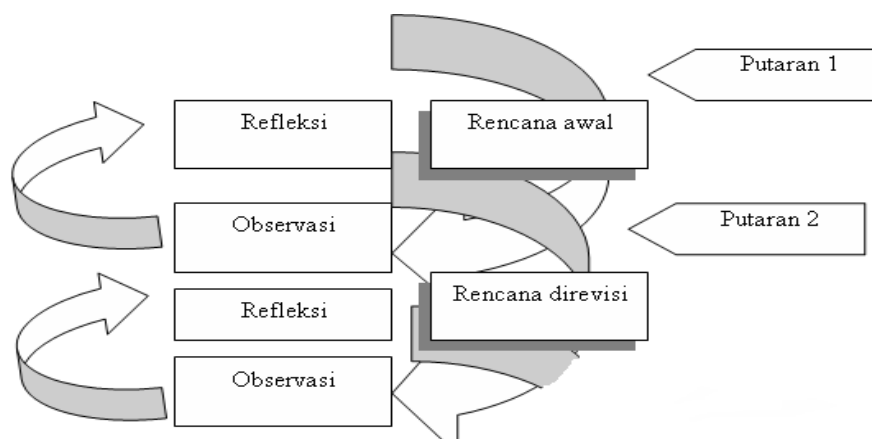 Putaran 1
Refleksi
Rencana awal
Observasi
Putaran 2
Refleksi
Rencana direvisi
Observasi